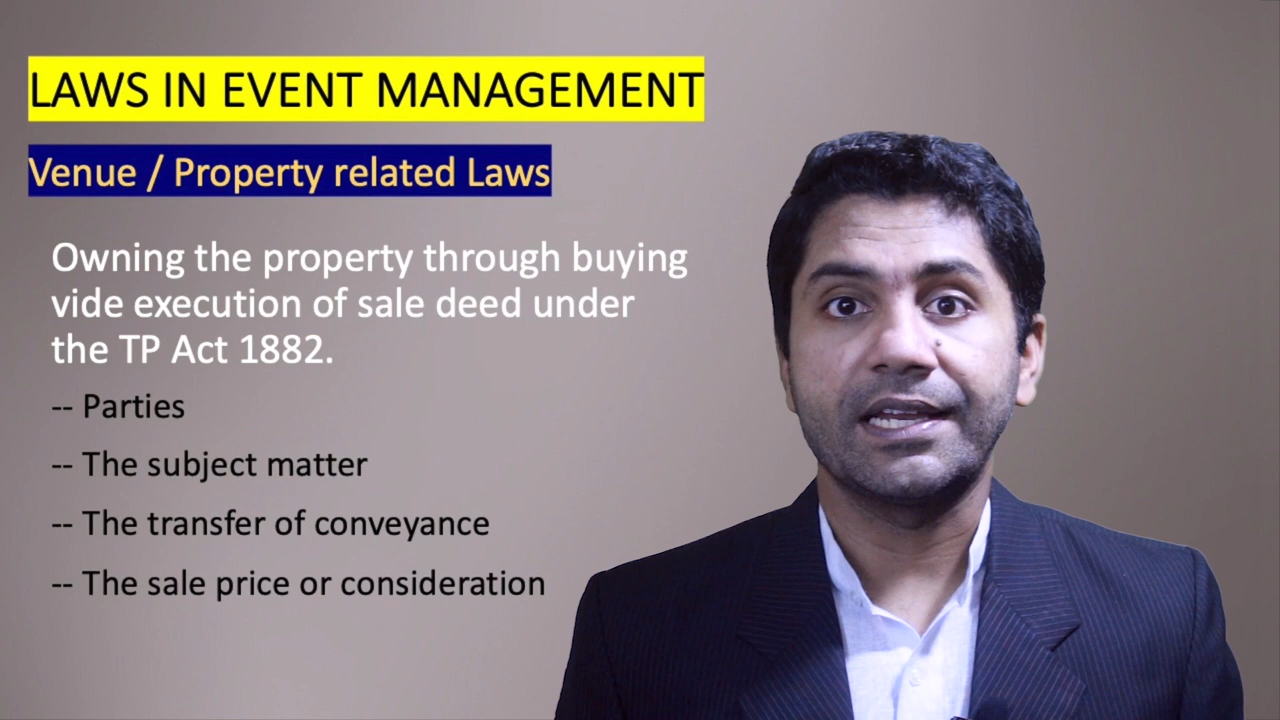 LAWS IN EVENT MANAGEMENT
Venue / Property related Laws
Owning the property through buying
vide execution of sale deed under
the TP Act 1882.
-- Parties
-- The subject matter
-- The transfer of conveyance
-- The sale price or consideration